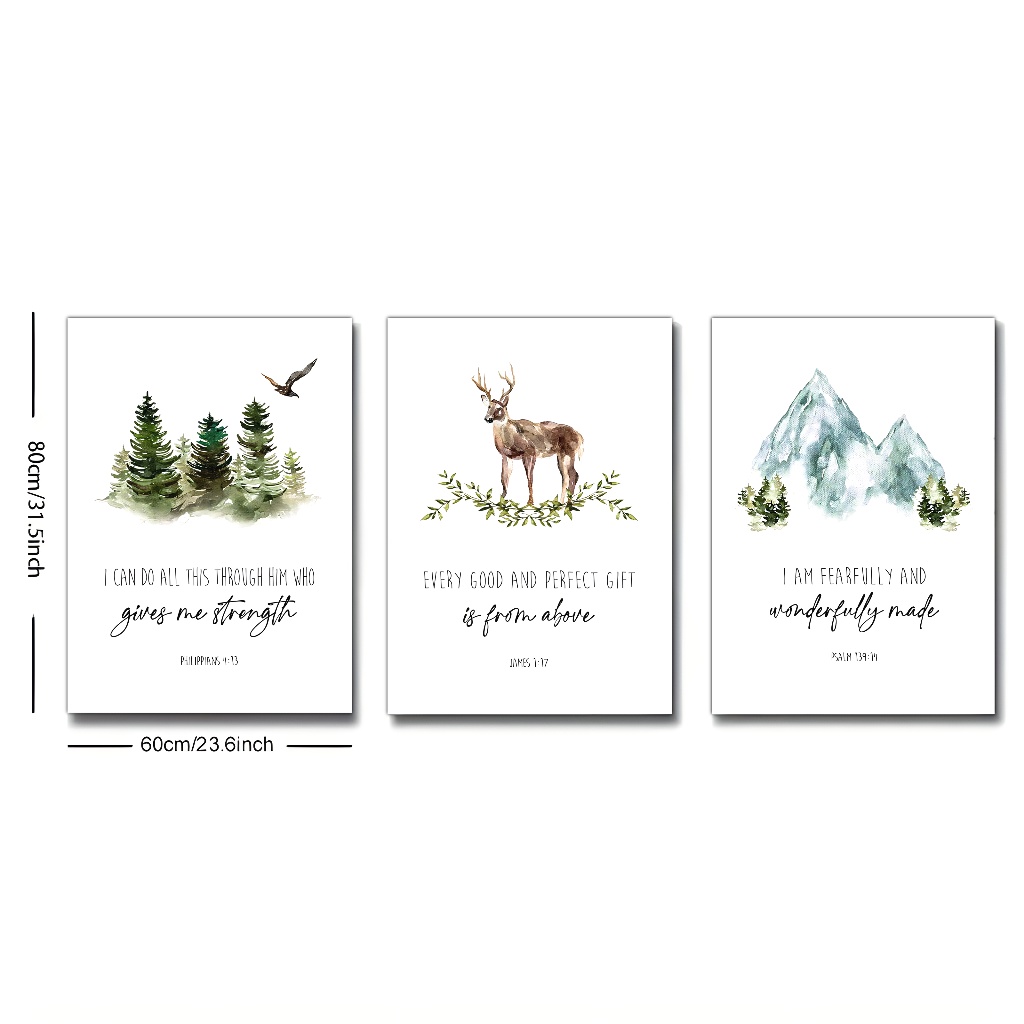 80cm/31.5inch
I CAN DO ALL THIS THROUGH HIM WHO
gives me strength
PHILIPPIANS 4:13
EVERY GOOD AND PERFECT GIFT
is from above
JAMES 1:17
I AM FEARFULLY AND
wonderfully made
PSALM 139:14
60cm/23.6inch